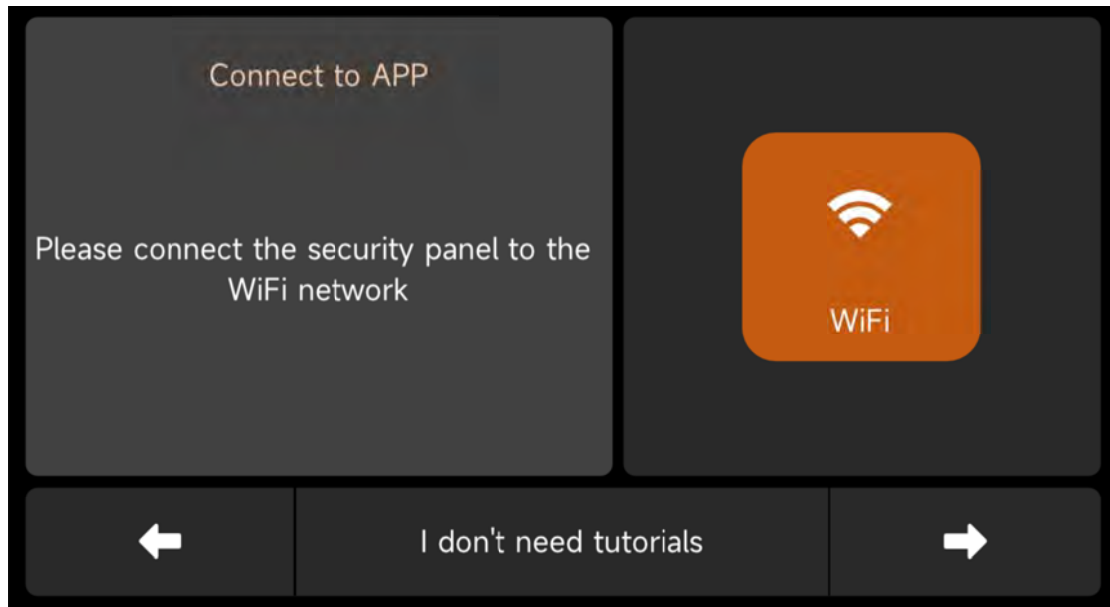 Connect to APP
Please connect the security panel to the
WiFi network
WiFi
I don't need tutorials